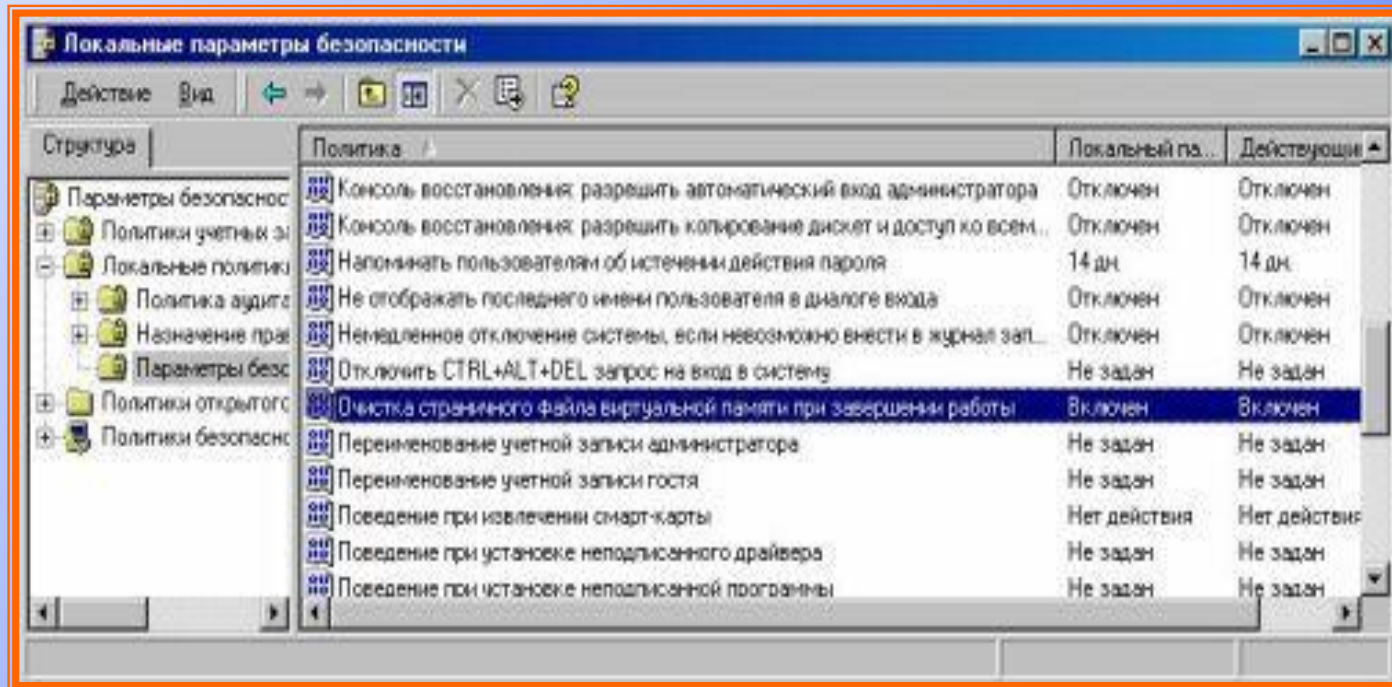 Локальные параметры безопасности
Действие Вид
Структура
Политика Локальный па... Действующи
Параметры безопаснос
Политики учетных за
Локальные политики
Политика аудита
Назначение прав
Параметры безо
Политики открытого
Политики безопасно
Консоль восстановления: разрешить автоматический вход администратора Отключен Отключен
Консоль восстановления: разрешить копирование дискет и доступ ко всем... Отключен Отключен
Напоминать пользователям об истечении действия пароля 14 дн. 14 дн.
Не отображать последнего имени пользователя в диалоге входа Отключен Отключен
Немедленное отключение системы, если невозможно внести в журнал зап... Отключен Отключен
Отключить CTRL+ALT+DEL запрос на вход в систему Не задан Не задан
Очистка страничного файла виртуальной памяти при завершении работы Включен Включен
Переименование учетной записи администратора Не задан Не задан
Переименование учетной записи гостя Не задан Не задан
Поведение при извлечении смарт-карты Нет действия Нет действия
Поведение при установке неподписанного драйвера Не задан Не задан
Поведение при установке неподписанной программы Не задан Не задан